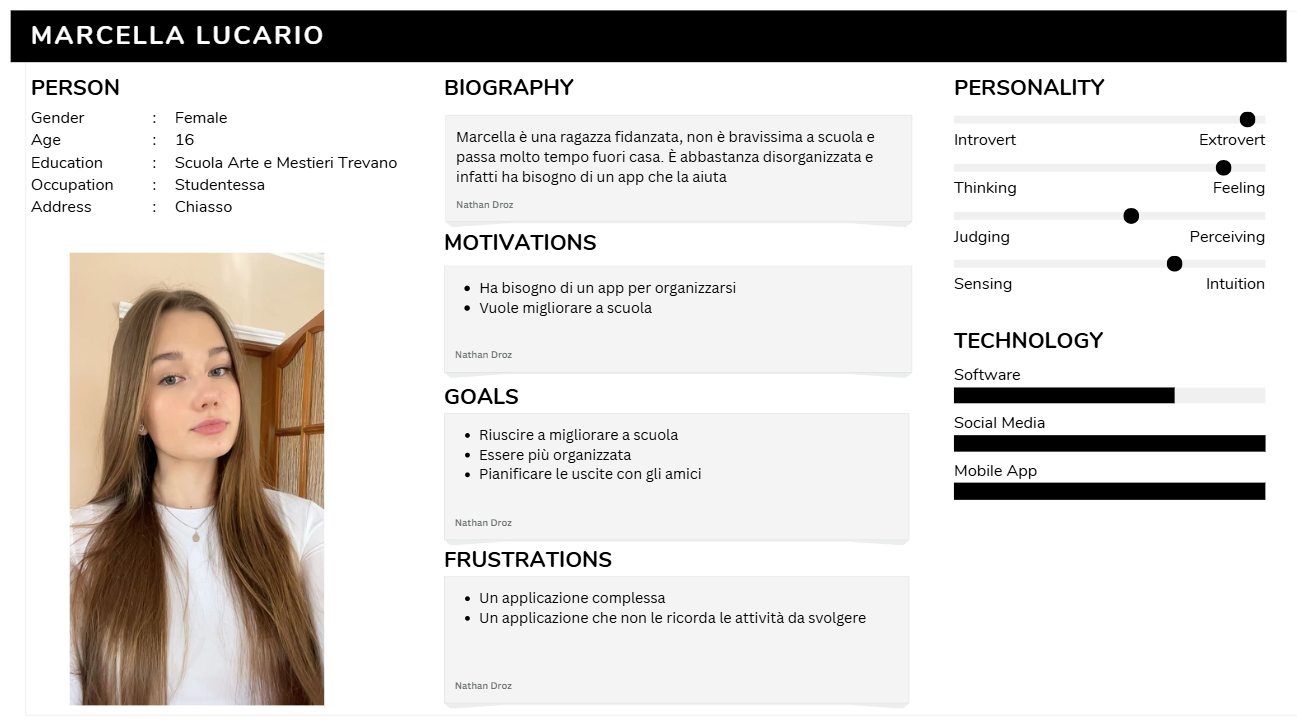 MARCELLA LUCARIO
PERSON
Gender : Female
Age : 16
Education : Scuola Arte e Mestieri Trevano
Occupation : Studentessa
Address : Chiasso
BIOGRAPHY
Marcella è una ragazza fidanzata, non è bravissima a scuola e
passa molto tempo fuori casa. È abbastanza disorganizzata e
infatti ha bisogno di un app che la aiuta
Nathan Droz
MOTIVATIONS
• Ha bisogno di un app per organizzarsi
• Vuole migliorare a scuola
Nathan Droz
GOALS
• Riuscire a migliorare a scuola
• Essere più organizzata
• Pianificare le uscite con gli amici
Nathan Droz
FRUSTRATIONS
• Un applicazione complessa
• Un applicazione che non le ricorda le attività da svolgere
Nathan Droz
PERSONALITY
Introvert Extrovert
Thinking Feeling
Judging Perceiving
Sensing Intuition
TECHNOLOGY
Software
Social Media
Mobile App